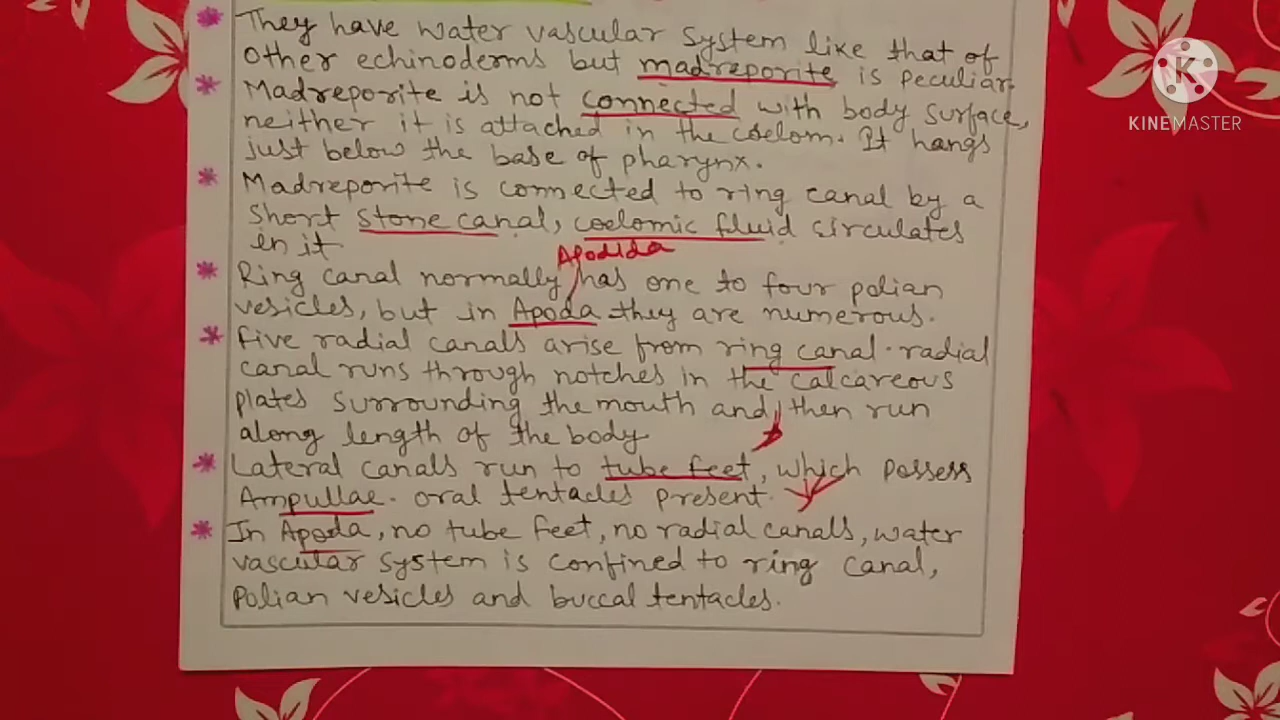 They have water vascular system like that of
other echinoderms but madreporite is peculiar.
Madreporite is not connected with body surface,
neither it is attached in the coelom. It hangs
just below the base of pharynx.
Madreporite is connected to ring canal by a
short stone canal, coelomic fluid circulates
in it
Apodida
Ring canal normally has one to four polian
vesicles, but in Apoda they are numerous.
Five radial canals arise from ring canal. radial
canal runs through notches in the calcareous
plates surrounding the mouth and then run
along length of the body
Lateral canals run to tube feet, which possess
Ampullae. oral tentacles present.
In Apoda, no tube feet, no radial canals, water
vascular system is confined to ring canal,
polian vesicles and buccal tentacles.
K
KINEMASTER